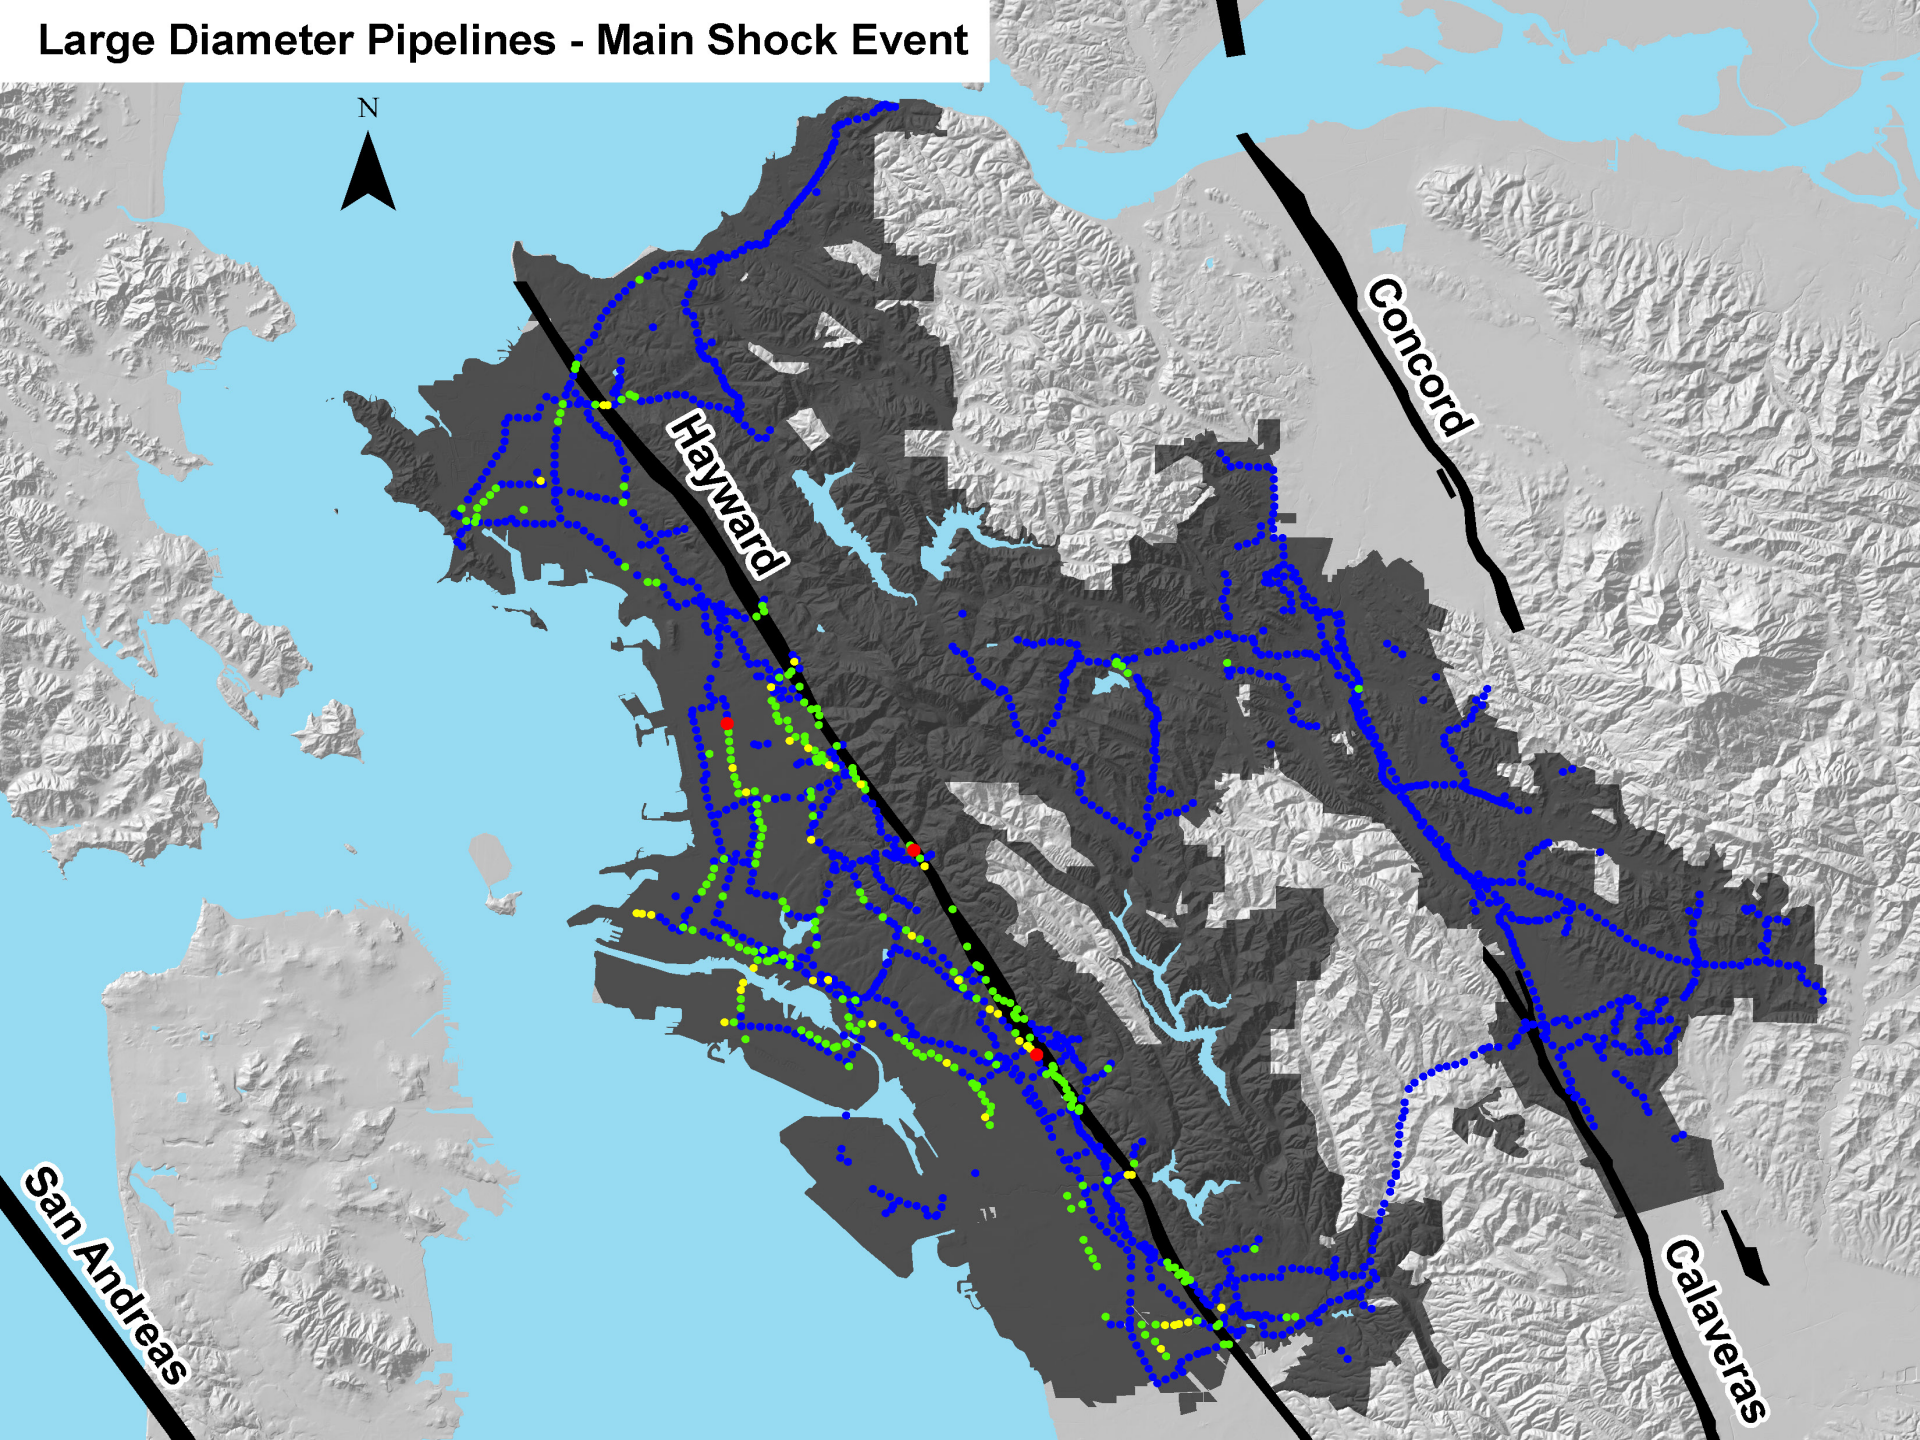 Large Diameter Pipelines - Main Shock Event
N
Concord
Hayward
San Andreas
Calaveras